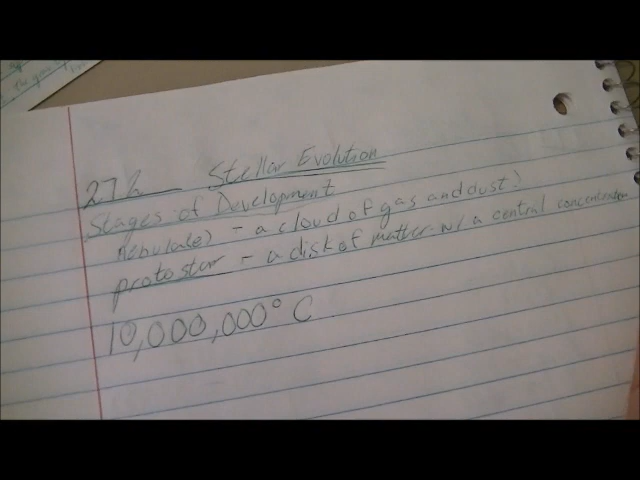 27.2 Stellar Evolution
Stages of Development
nebula(e) - a cloud of gas and dust!
protostar - a disk of matter w/ a central concentration
10,000,000° C